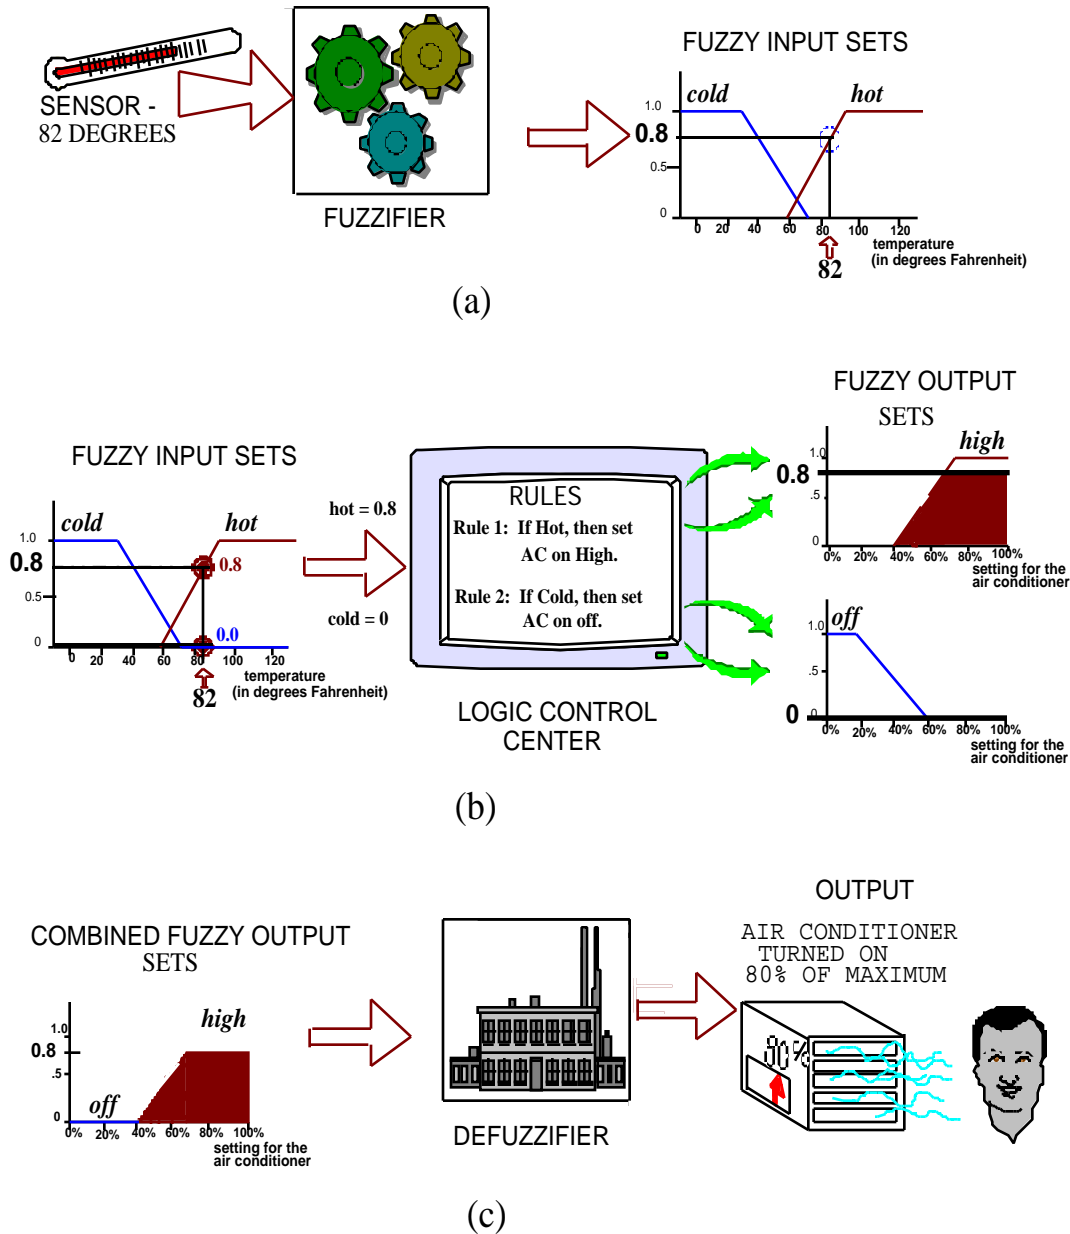 SENSOR -
82 DEGREES
FUZZIFIER
FUZZY INPUT SETS
cold
hot
1.0
0.8
0.5
0
0 20 40 60 80 100 120
temperature
(in degrees Fahrenheit)
82
(a)
FUZZY INPUT SETS
cold
hot
1.0
0.8
0.8
0.5
0.0
0
0 20 40 60 80 100 120
temperature
(in degrees Fahrenheit)
82
hot = 0.8
cold = 0
RULES
Rule 1: If Hot, then set
AC on High.
Rule 2: If Cold, then set
AC on off.
LOGIC CONTROL
CENTER
FUZZY OUTPUT
SETS
high
1.0
0.8
.5
0
0% 20% 40% 60% 80% 100%
setting for the
air conditioner
off
1.0
.5
0
0
0% 20% 40% 60% 80% 100%
setting for the
air conditioner
(b)
COMBINED FUZZY OUTPUT
SETS
high
1.0
0.8
.5
off
0
0% 20% 40% 60% 80% 100%
setting for the
air conditioner
DEFUZZIFIER
OUTPUT
AIR CONDITIONER
TURNED ON
80% OF MAXIMUM
80%
(c)